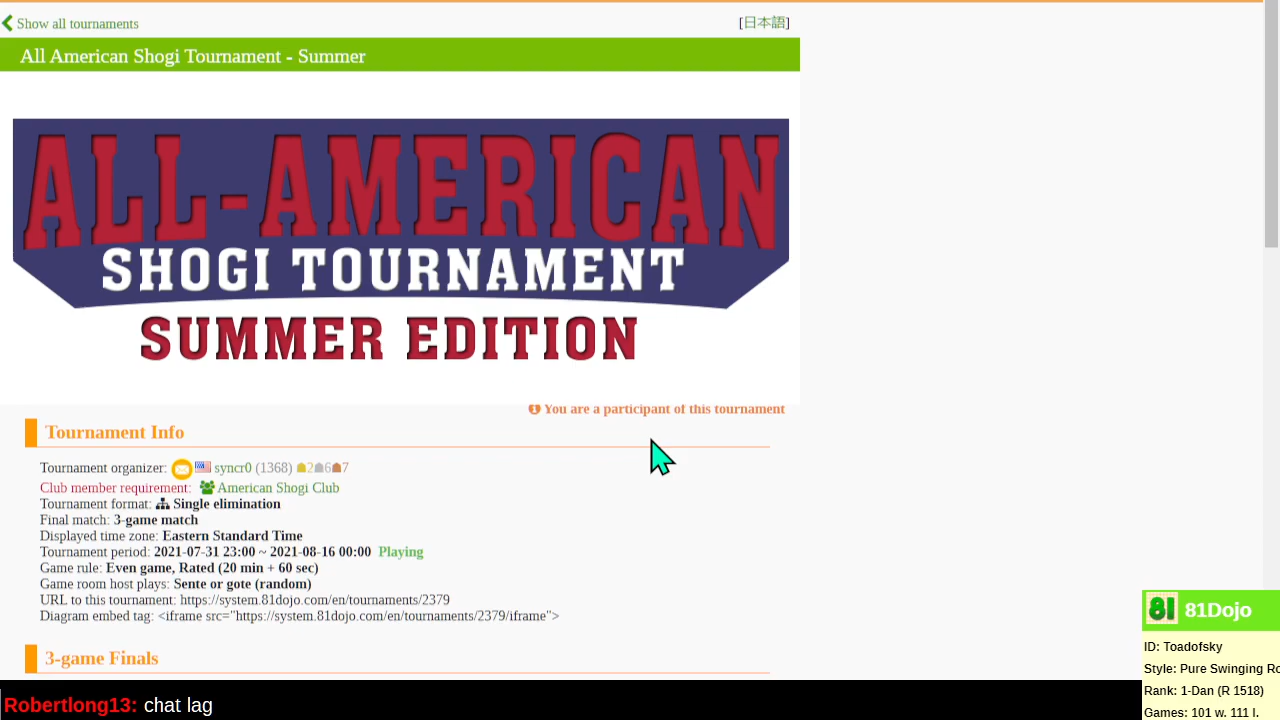 Show all tournaments
[日本語]
All American Shogi Tournament - Summer
ALL-AMERICAN
SHOGI TOURNAMENT
SUMMER EDITION
You are a participant of this tournament
Tournament Info
Tournament organizer: syncr0 (1368) 2 6 7
Club member requirement: American Shogi Club
Tournament format: Single elimination
Final match: 3-game match
Displayed time zone: Eastern Standard Time
Tournament period: 2021-07-31 23:00 ~ 2021-08-16 00:00 Playing
Game rule: Even game, Rated (20 min + 60 sec)
Game room host plays: Sente or gote (random)
URL to this tournament: https://system.81dojo.com/en/tournaments/2379
Diagram embed tag: <iframe src="https://system.81dojo.com/en/tournaments/2379/iframe">
3-game Finals
81 81Dojo
ID: Toadofsky
Style: Pure Swinging Ro
Rank: 1-Dan (R 1518)
Games: 101 w. 111 l.
Robertlong13: chat lag